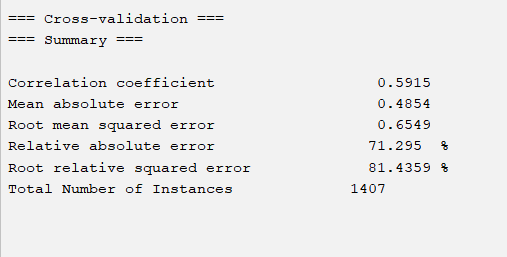 === Cross-validation ===
=== Summary ===
Correlation coefficient 0.5915
Mean absolute error 0.4854
Root mean squared error 0.6549
Relative absolute error 71.295 %
Root relative squared error 81.4359 %
Total Number of Instances 1407